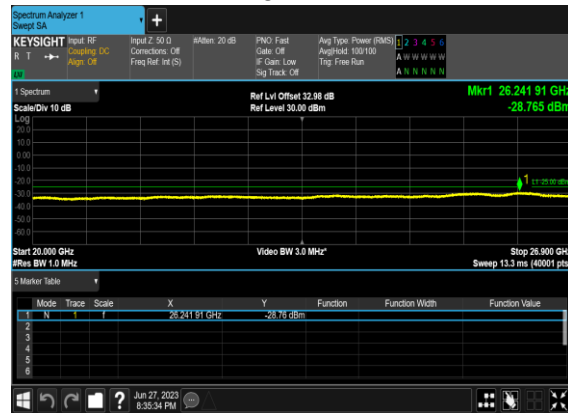 Spectrum Analyzer 1
Swept SA
+
KEYSIGHT
R T
Input: RF
Coupling: DC
Align: Off
Input Z: 50 Ω
Corrections: Off
Freq Ref: Int (S)
#Atten: 20 dB
PNO: Fast
Gate: Off
IF Gain: Low
Sig Track: Off
Avg Type: Power (RMS)
Avg|Hold: 100/100
Trig: Free Run
1 2 3 4 5 6
A W W W W W
A N N N N N
LU
1 Spectrum
Scale/Div 10 dB
Ref Lvl Offset 32.98 dB
Ref Level 30.00 dBm
Mkr1 26.241 91 GHz
-28.765 dBm
Log
20.0
10.0
0.00
-10.0
-20.0
-30.0
-40.0
-50.0
-60.0
1
L1 -25.00 dBm
Start 20.000 GHz
#Res BW 1.0 MHz
Video BW 3.0 MHz*
Stop 26.900 GHz
Sweep 13.3 ms (40001 pts)
5 Marker Table
Mode Trace Scale X Y Function Function Width Function Value
1 N 1 f 26.241 91 GHz -28.76 dBm
2
3
4
5
6
?
Jun 27, 2023
8:35:34 PM